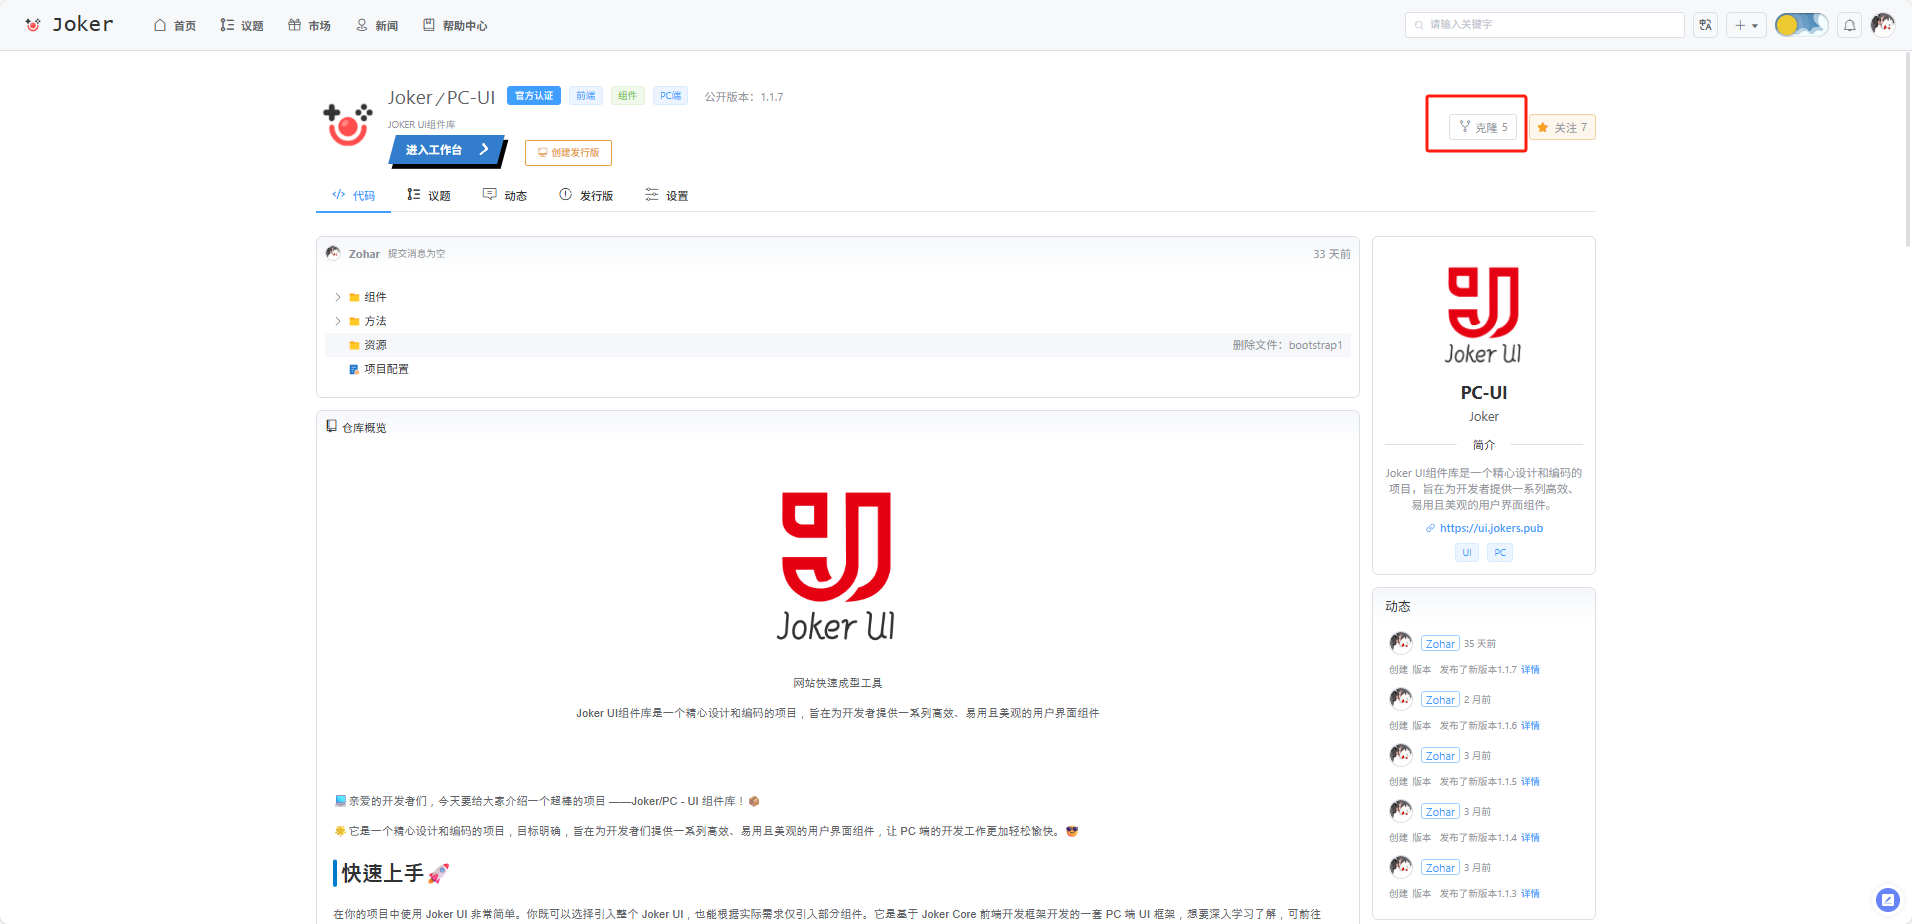 Joker 首页 议题 市场 新闻 帮助中心 请输入关键字
Joker / PC-UI 官方认证 前端 组件 PC端 公开版本：1.1.7
JOKER UI组件库
进入工作台 创建发行版
克隆 5 关注 7
代码 议题 动态 发行版 设置
Zohar 提交消息为空 33 天前
组件
方法
资源 删除文件：bootstrap1
项目配置
仓库概览
Joker UI
网站快速成型工具
Joker UI组件库是一个精心设计和编码的项目，旨在为开发者提供一系列高效、易用且美观的用户界面组件
亲爱的开发者们，今天要给大家介绍一个超棒的项目 ——Joker/PC - UI 组件库！
它是一个精心设计和编码的项目，目标明确，旨在为开发者们提供一系列高效、易用且美观的用户界面组件，让 PC 端的开发工作更加轻松愉快。
快速上手
在你的项目中使用 Joker UI 非常简单。你既可以选择引入整个 Joker UI，也能根据实际需求仅引入部分组件。它是基于 Joker Core 前端开发框架开发的一套 PC 端 UI 框架，想要深入学习了解，可前往
Joker UI
PC-UI
Joker
简介
Joker UI组件库是一个精心设计和编码的
项目，旨在为开发者提供一系列高效、
易用且美观的用户界面组件。
https://ui.jokers.pub
UI PC
动态
Zohar 35 天前
创建 版本 发布了新版本1.1.7 详情
Zohar 2 月前
创建 版本 发布了新版本1.1.6 详情
Zohar 3 月前
创建 版本 发布了新版本1.1.5 详情
Zohar 3 月前
创建 版本 发布了新版本1.1.4 详情
Zohar 3 月前
创建 版本 发布了新版本1.1.3 详情